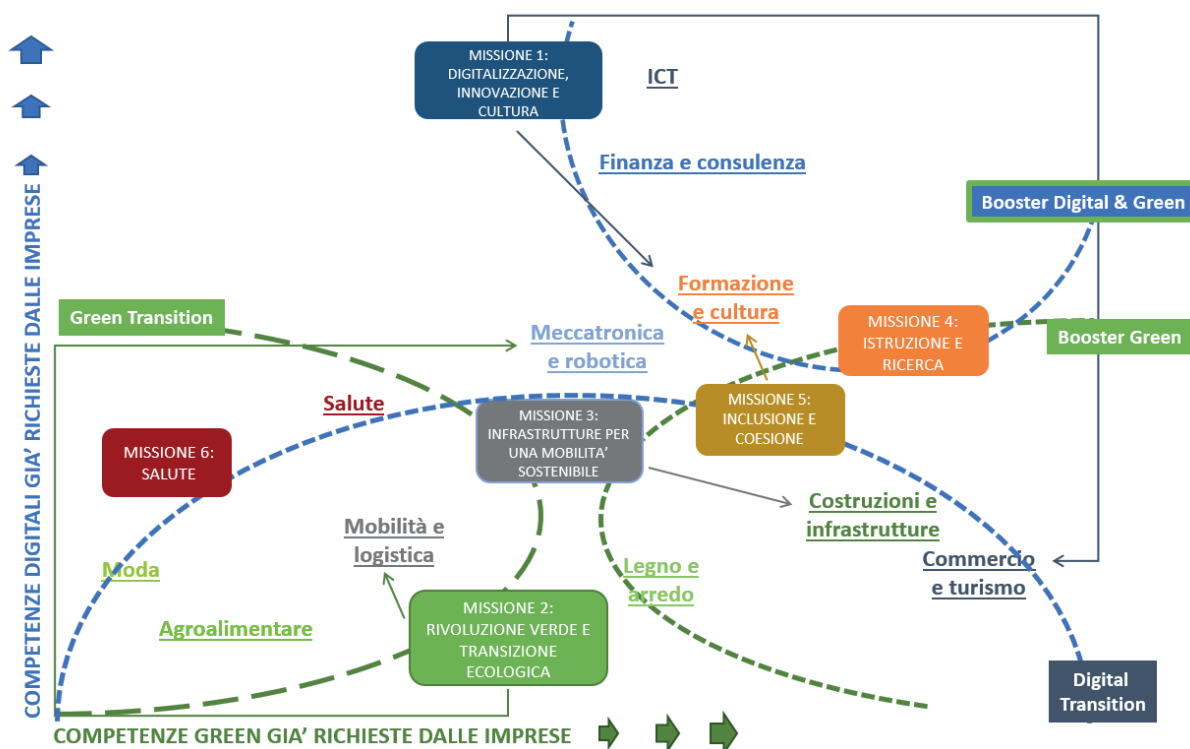 MISSIONE 1:
DIGITALIZZAZIONE,
INNOVAZIONE E
CULTURA
ICT
Finanza e consulenza
Booster Digital & Green
Formazione
e cultura
Green Transition
Meccatronica
e robotica
MISSIONE 4:
ISTRUZIONE E
RICERCA
Booster Green
Salute
MISSIONE 3:
INFRASTRUTTURE PER
UNA MOBILITA’
SOSTENIBILE
MISSIONE 5:
INCLUSIONE E
COESIONE
MISSIONE 6:
SALUTE
Costruzioni e
infrastrutture
Mobilità e
logistica
Moda
Legno e
arredo
Commercio
e turismo
Agroalimentare
MISSIONE 2:
RIVOLUZIONE VERDE E
TRANSIZIONE
ECOLOGICA
Digital
Transition
COMPETENZE DIGITALI GIA’ RICHIESTE DALLE IMPRESE
COMPETENZE GREEN GIA’ RICHIESTE DALLE IMPRESE